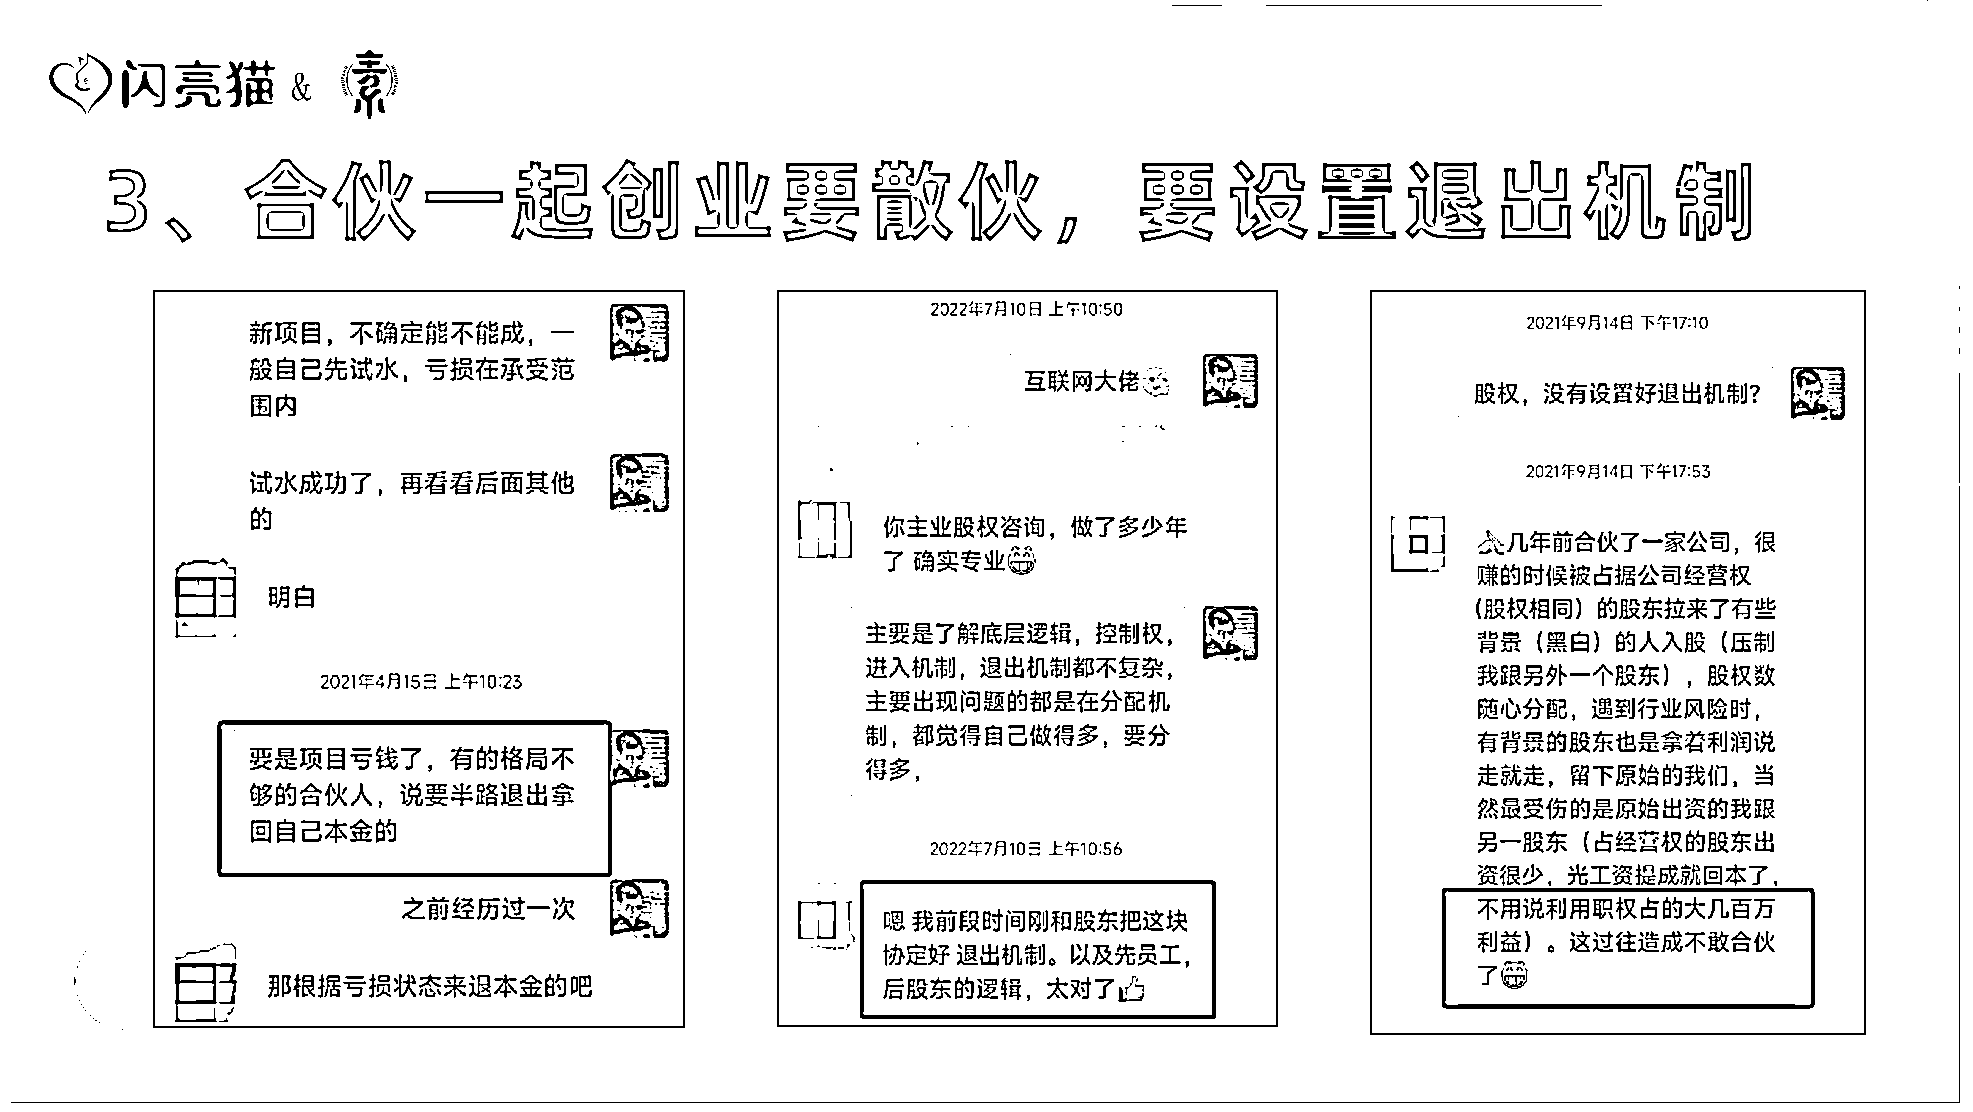 闪亮猫 & 素
3、合伙一起创业要散伙，要设置退出机制
新项目，不确定能不能成，一
般自己先试水，亏损在承受范
围内
试水成功了，再看看后面其他
的
明白
2021年4月15日 上午10:23
要是项目亏钱了，有的格局不
够的合伙人，说要半路退出拿
回自己本金的
之前经历过一次
那根据亏损状态来退本金的吧
2022年7月10日 上午10:50
互联网大佬
你主业股权咨询，做了多少年
了 确实专业😁
主要是了解底层逻辑，控制权，
进入机制，退出机制都不复杂，
主要出现问题的都是在分配机
制，都觉得自己做得多，要分
得多，
2022年7月10日 上午10:56
嗯 我前段时间刚和股东把这块
协定好 退出机制。以及先员工，
后股东的逻辑，太对了👍
2021年9月14日 下午17:10
股权，没有设置好退出机制？
2021年9月14日 下午17:53
几年前合伙了一家公司，很
赚的时候被占据公司经营权
（股权相同）的股东拉来了有些
背景（黑白）的人入股（压制
我跟另外一个股东），股权数
随心分配，遇到行业风险时，
有背景的股东也是拿着利润说
走就走，留下原始的我们，当
然最受伤的是原始出资的我跟
另一股东（占经营权的股东出
资很少，光工资提成就回本了，
不用说利用职权占的大几百万
利益）。这过往造成不敢合伙
了😁